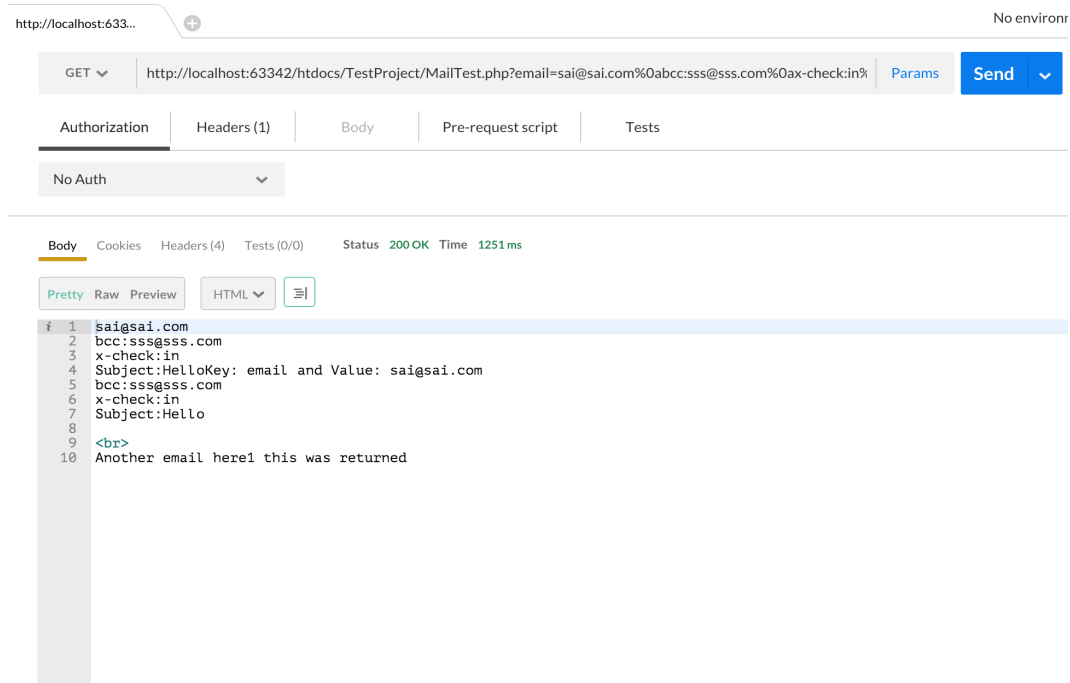 http://localhost:633...
No environm
GET http://localhost:63342/htdocs/TestProject/MailTest.php?email=sai@sai.com%0abcc:sss@sss.com%0ax-check:in% Params Send
Authorization Headers (1) Body Pre-request script Tests
No Auth
Body Cookies Headers (4) Tests (0/0) Status 200 OK Time 1251 ms
Pretty Raw Preview HTML
i 1 sai@sai.com
2 bcc:sss@sss.com
3 x-check:in
4 Subject:HelloKey: email and Value: sai@sai.com
5 bcc:sss@sss.com
6 x-check:in
7 Subject:Hello
8
9 <br>
10 Another email here1 this was returned